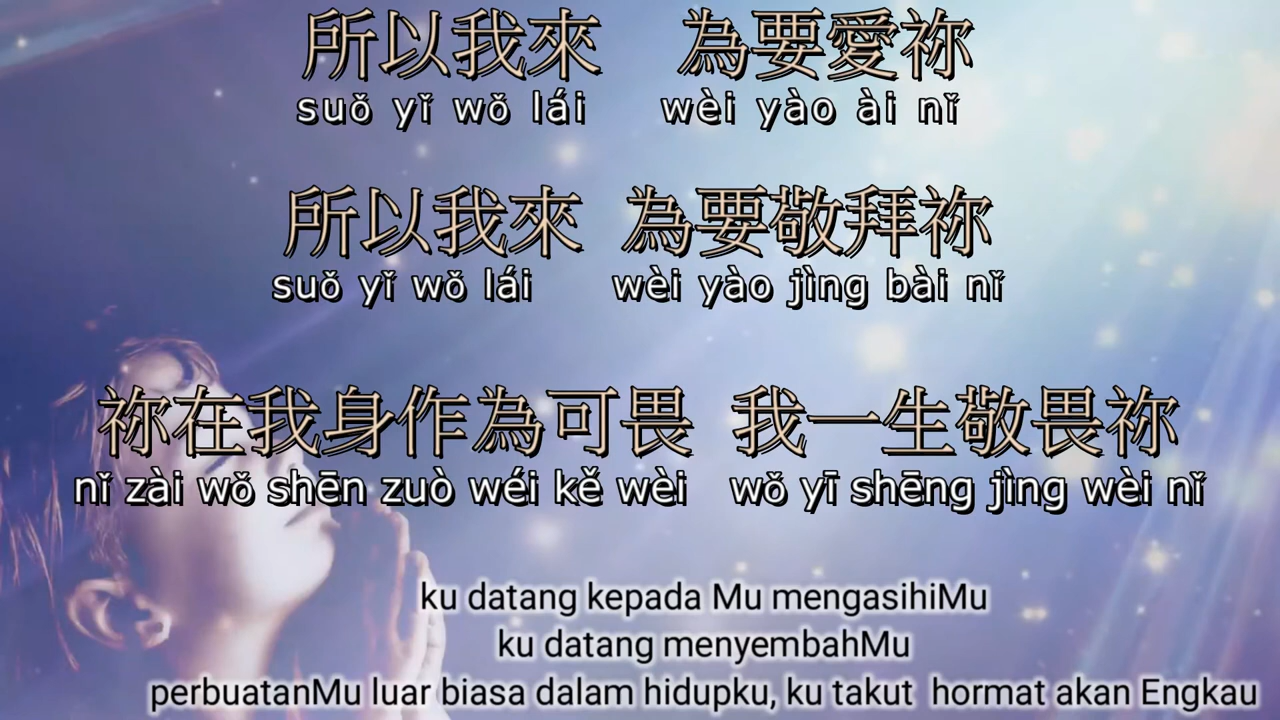 所以我來 為要愛祢
suǒ yǐ wǒ lái wèi yào ài nǐ
所以我來 為要敬拜祢
suǒ yǐ wǒ lái wèi yào jìng bài nǐ
祢在我身作為可畏 我一生敬畏祢
nǐ zài wǒ shēn zuò wéi kě wèi wǒ yī shēng jìng wèi nǐ
ku datang kepada Mu mengasihiMu
ku datang menyembahMu
perbuatanMu luar biasa dalam hidupku, ku takut hormat akan Engkau